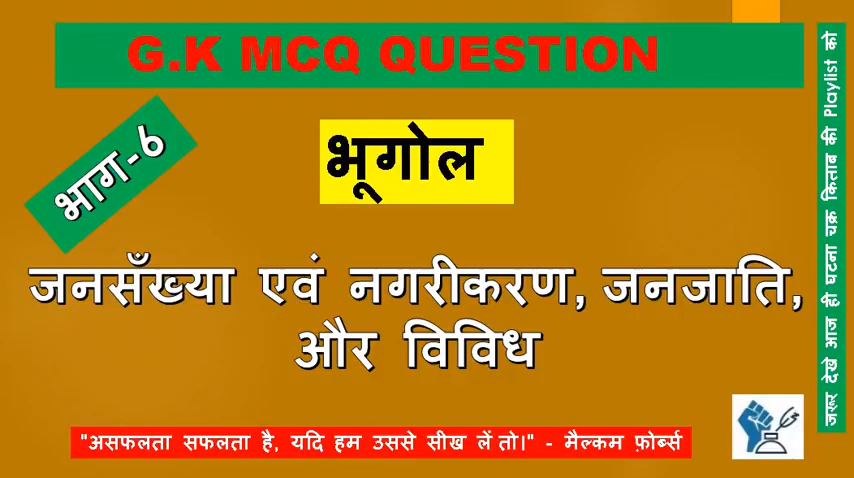 G.K MCQ QUESTION
भाग-6
भूगोल
जनसँख्या एवं नगरीकरण, जनजाति,
और विविध
"असफलता सफलता है, यदि हम उससे सीख लें तो।" - मैल्कम फ़ोर्ब्स
जरूर देखें आज ही घटना चक्र किताब की Playlist को